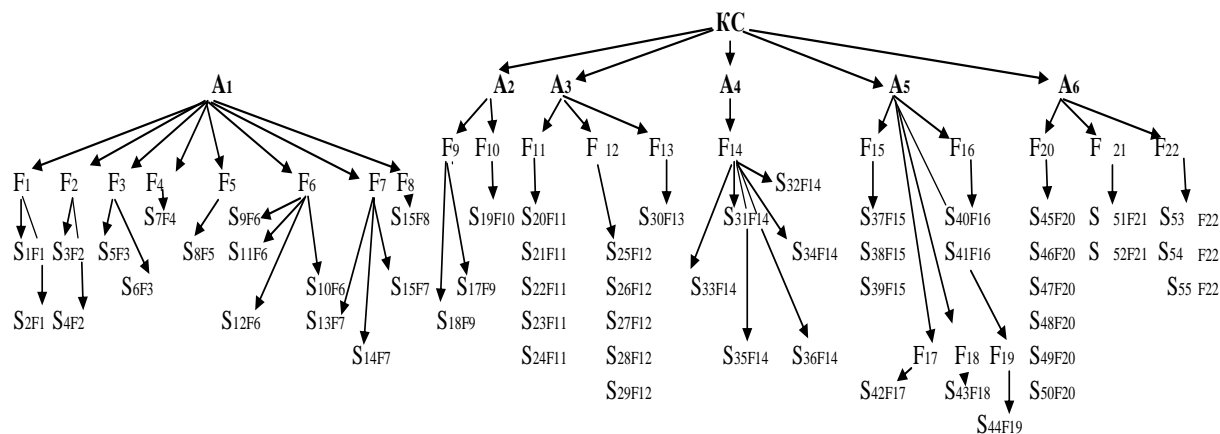 КС
A1 A2 A3 A4 A5 A6
F9 F10 F11 F 12 F13 F14 F15 F16 F20 F 21 F22
F1 F2 F3 F4 F5 F6 F7 F8
S32F14
S7F4 S9F6 S15F8 S19F10 S20F11 S30F13 S31F14 S37F15 S40F16 S45F20 S 51F21 S53 F22
S1F1 S3F2 S5F3 S8F5 S11F6 S21F11 S25F12 S34F14 S38F15 S41F16 S46F20 S 52F21 S54 F22
S6F3 S10F6 S15F7 S17F9 S22F11 S26F12 S33F14 S39F15 S47F20 S55 F22
S2F1 S4F2 S12F6 S13F7 S18F9 S23F11 S27F12 S48F20
S14F7 S24F11 S28F12 S35F14 S36F14 F17 F18 F19 S49F20
S29F12 S42F17 S43F18 S50F20
S44F19